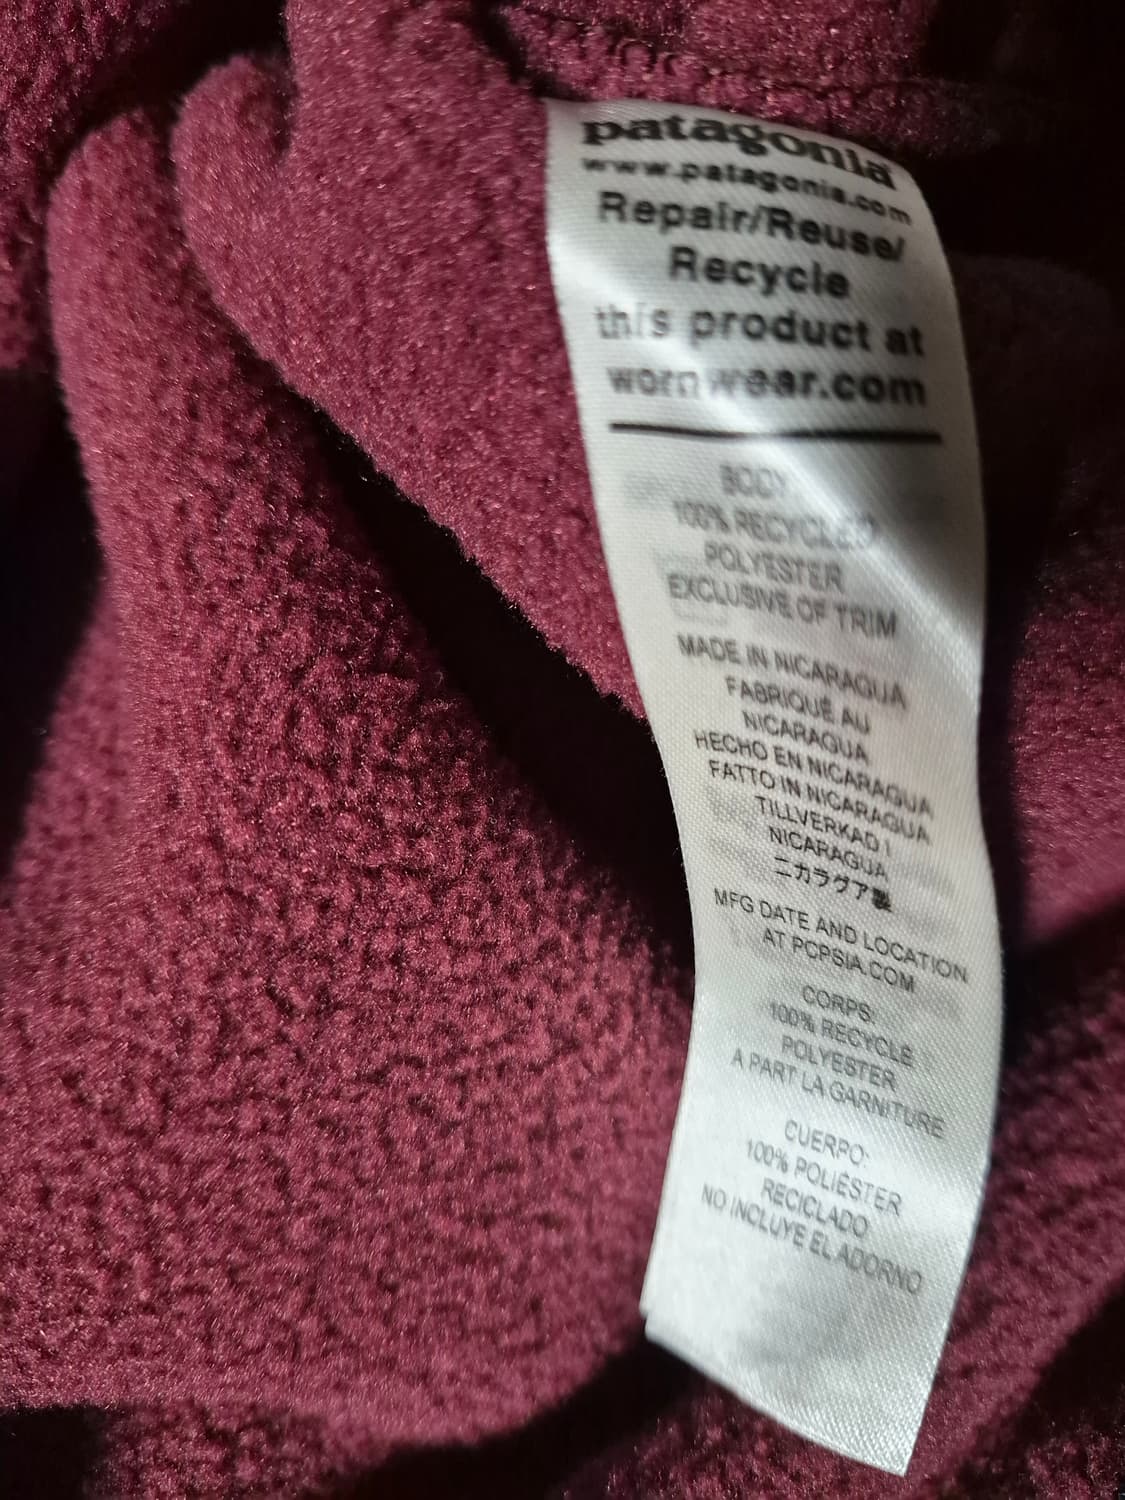 patagonia
www.patagonia.com
Repair/Reuse/
Recycle
this product at
wornwear.com
BODY
100% RECYCLED
POLYESTER
EXCLUSIVE OF TRIM
MADE IN NICARAGUA
FABRIQUÉ AU
NICARAGUA
HECHO EN NICARAGUA
FATTO IN NICARAGUA
TILLVERKAD I
NICARAGUA
ニカラグア製
MFG DATE AND LOCATION
AT PCPSIA.COM
CORPS:
100% RECYCLÉ
POLYESTER
A PART LA GARNITURE
CUERPO:
100% POLIÉSTER
RECICLADO
NO INCLUYE EL ADORNO